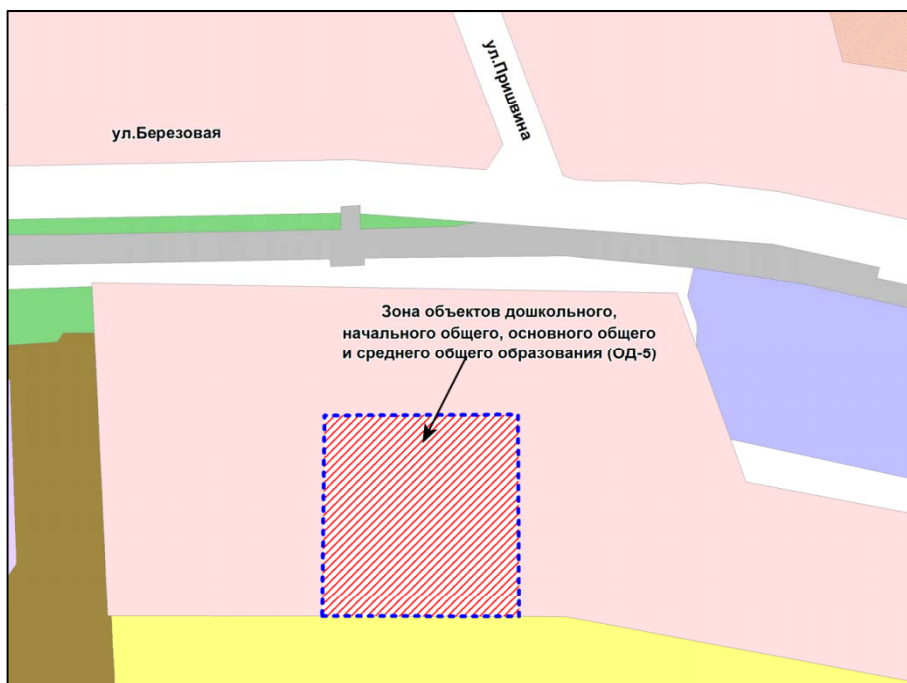 ул.Пришвина
ул.Березовая
Зона объектов дошкольного,
начального общего, основного общего
и среднего общего образования (ОД-5)